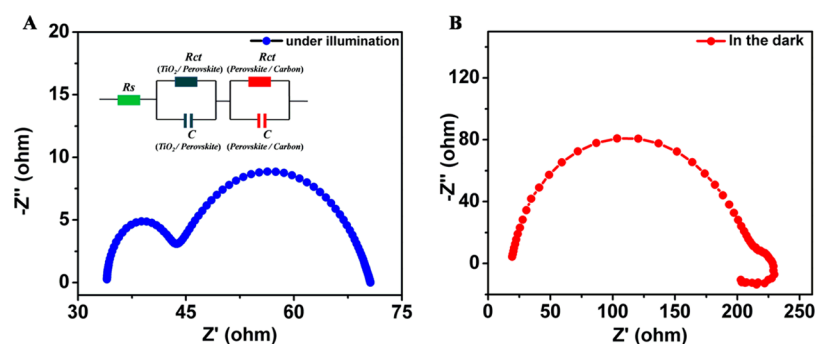 A
20
15
10
5
0
-Z'' (ohm)
30
45
60
75
Z' (ohm)
under illumination
Rct
(TiO2 / Perovskite)
Rct
(Perovskite / Carbon)
Rs
C
(TiO2 / Perovskite)
C
(Perovskite / Carbon)
B
120
80
40
0
-Z'' (ohm)
0
50
100
150
200
250
Z' (ohm)
In the dark